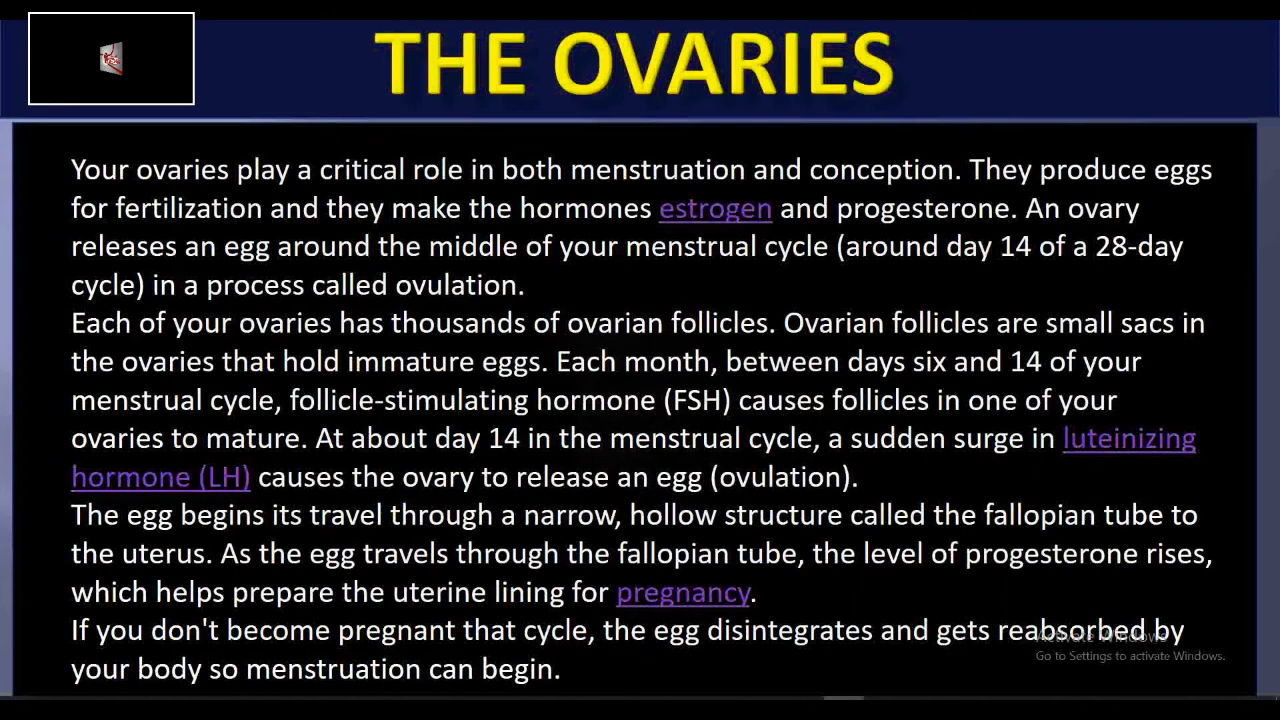 THE OVARIES
Your ovaries play a critical role in both menstruation and conception. They produce eggs
for fertilization and they make the hormones estrogen and progesterone. An ovary
releases an egg around the middle of your menstrual cycle (around day 14 of a 28-day
cycle) in a process called ovulation.
Each of your ovaries has thousands of ovarian follicles. Ovarian follicles are small sacs in
the ovaries that hold immature eggs. Each month, between days six and 14 of your
menstrual cycle, follicle-stimulating hormone (FSH) causes follicles in one of your
ovaries to mature. At about day 14 in the menstrual cycle, a sudden surge in luteinizing
hormone (LH) causes the ovary to release an egg (ovulation).
The egg begins its travel through a narrow, hollow structure called the fallopian tube to
the uterus. As the egg travels through the fallopian tube, the level of progesterone rises,
which helps prepare the uterine lining for pregnancy.
If you don't become pregnant that cycle, the egg disintegrates and gets reabsorbed by
your body so menstruation can begin.
Activate Windows
Go to Settings to activate Windows.